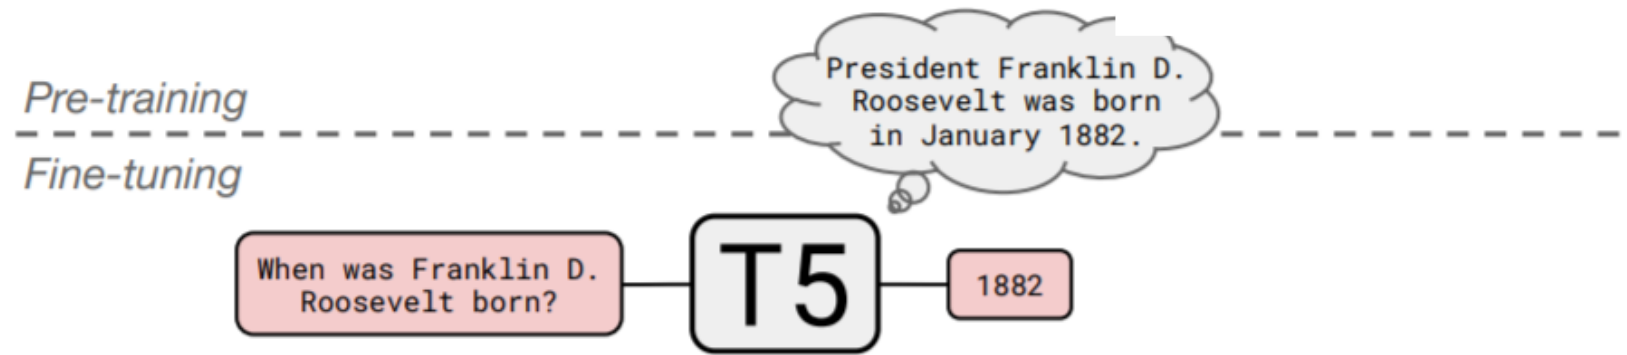 Pre-training
President Franklin D.
Roosevelt was born
in January 1882.
Fine-tuning
When was Franklin D.
Roosevelt born?
T5
1882